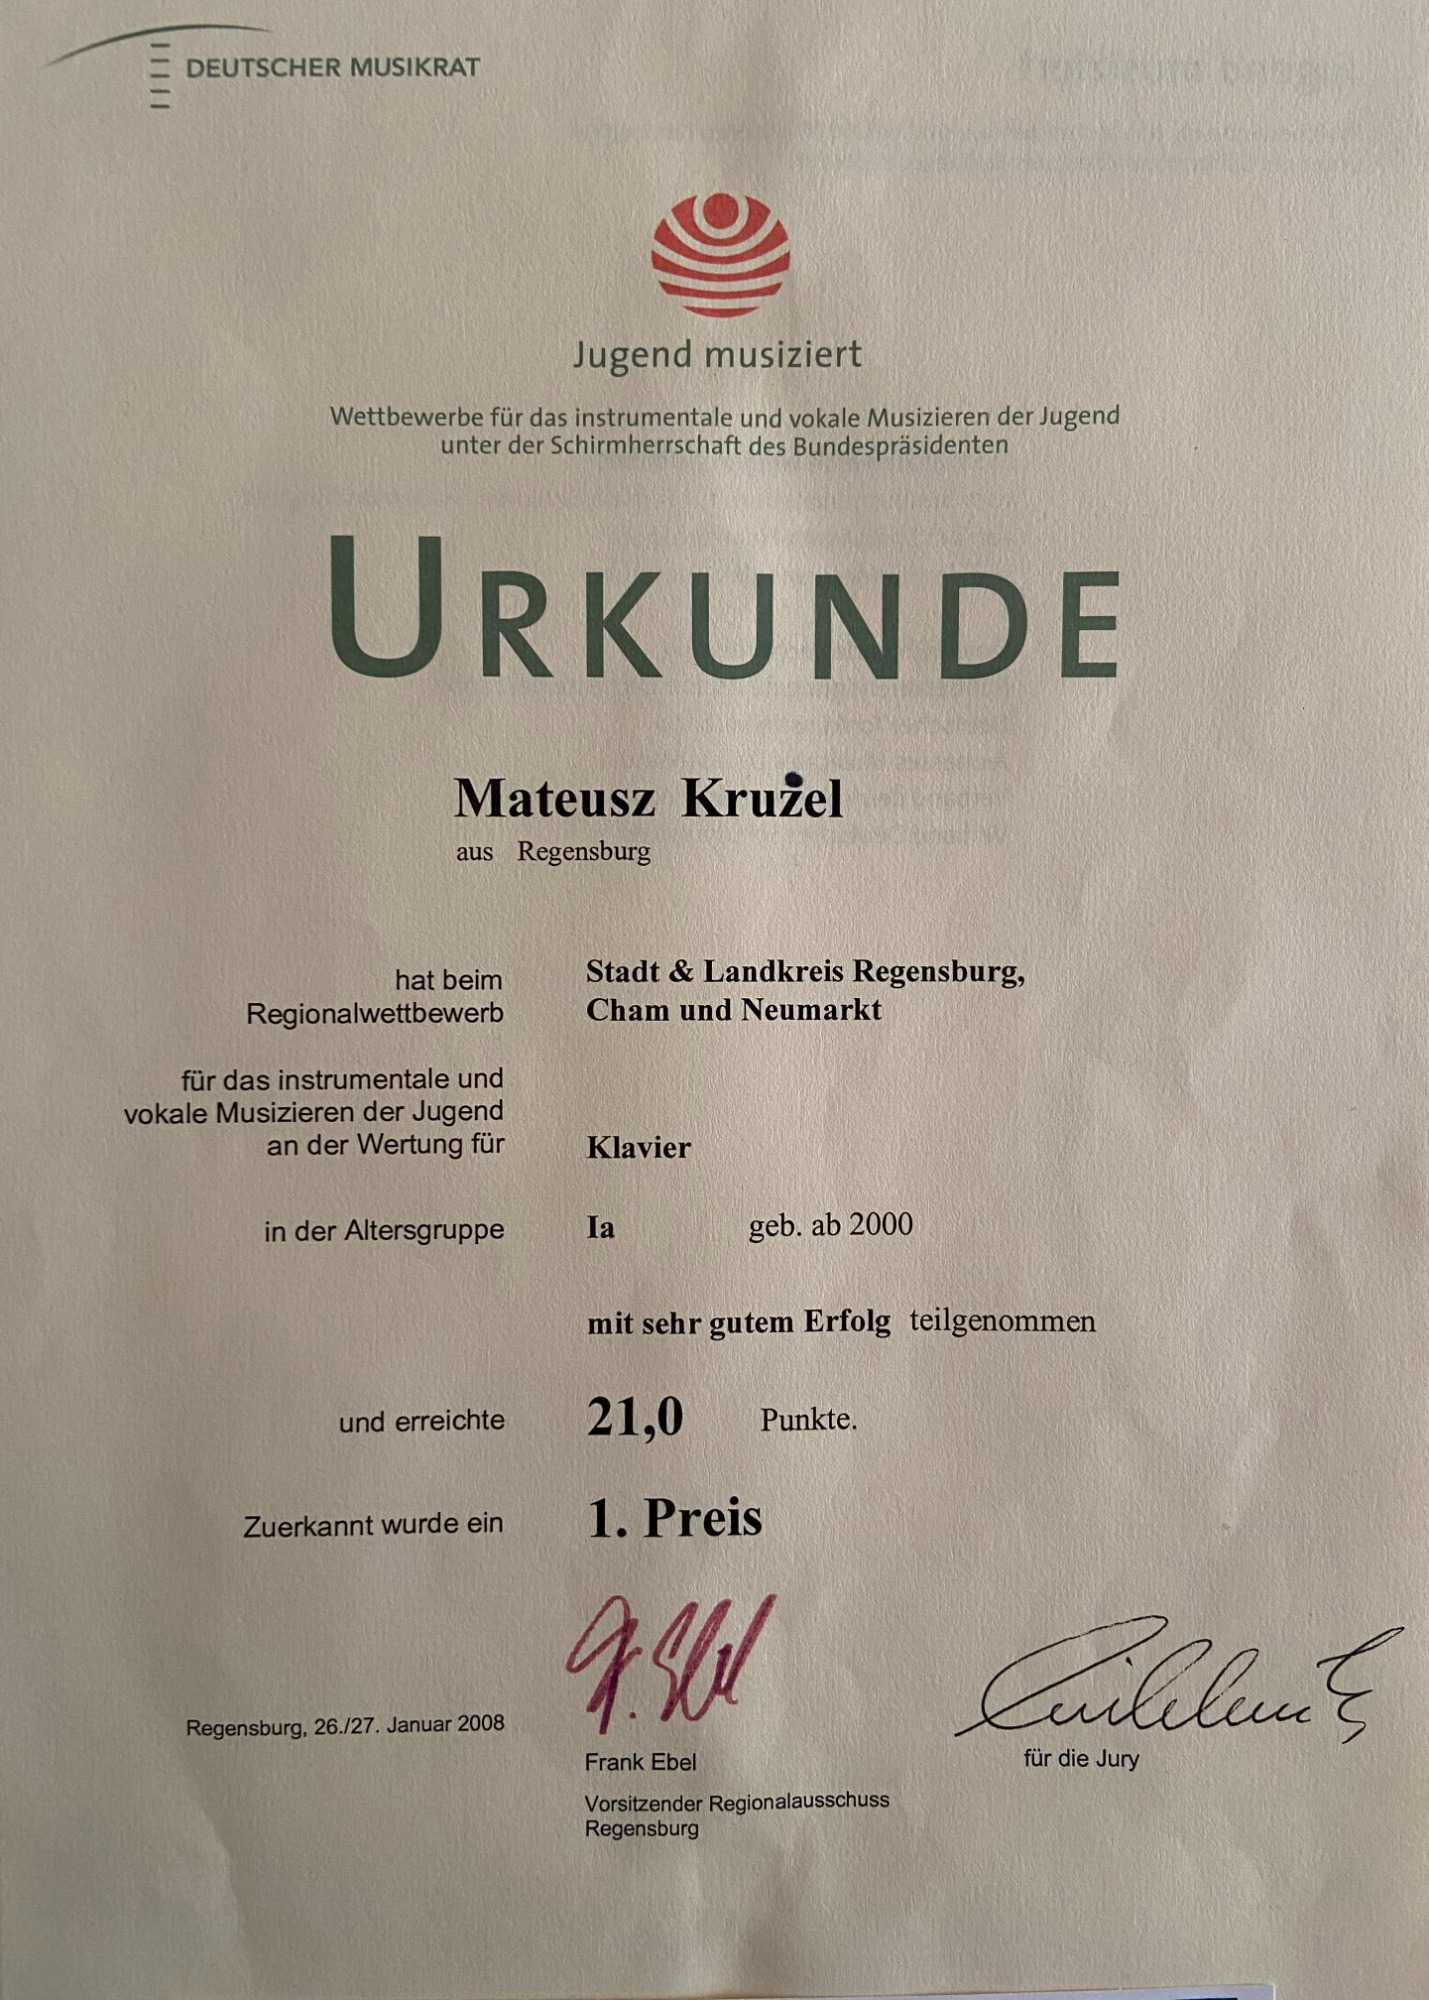 DEUTSCHER MUSIKRAT
Jugend musiziert
Wettbewerbe für das instrumentale und vokale Musizieren der Jugend
unter der Schirmherrschaft des Bundespräsidenten
URKUNDE
Mateusz Kružel
aus Regensburg
hat beim
Regionalwettbewerb
Stadt & Landkreis Regensburg,
Cham und Neumarkt
für das instrumentale und
vokale Musizieren der Jugend
an der Wertung für Klavier
in der Altersgruppe Ia geb. ab 2000
mit sehr gutem Erfolg teilgenommen
und erreichte 21,0 Punkte.
Zuerkannt wurde ein 1. Preis
Regensburg, 26./27. Januar 2008
Frank Ebel
für die Jury
Vorsitzender Regionalausschuss
Regensburg